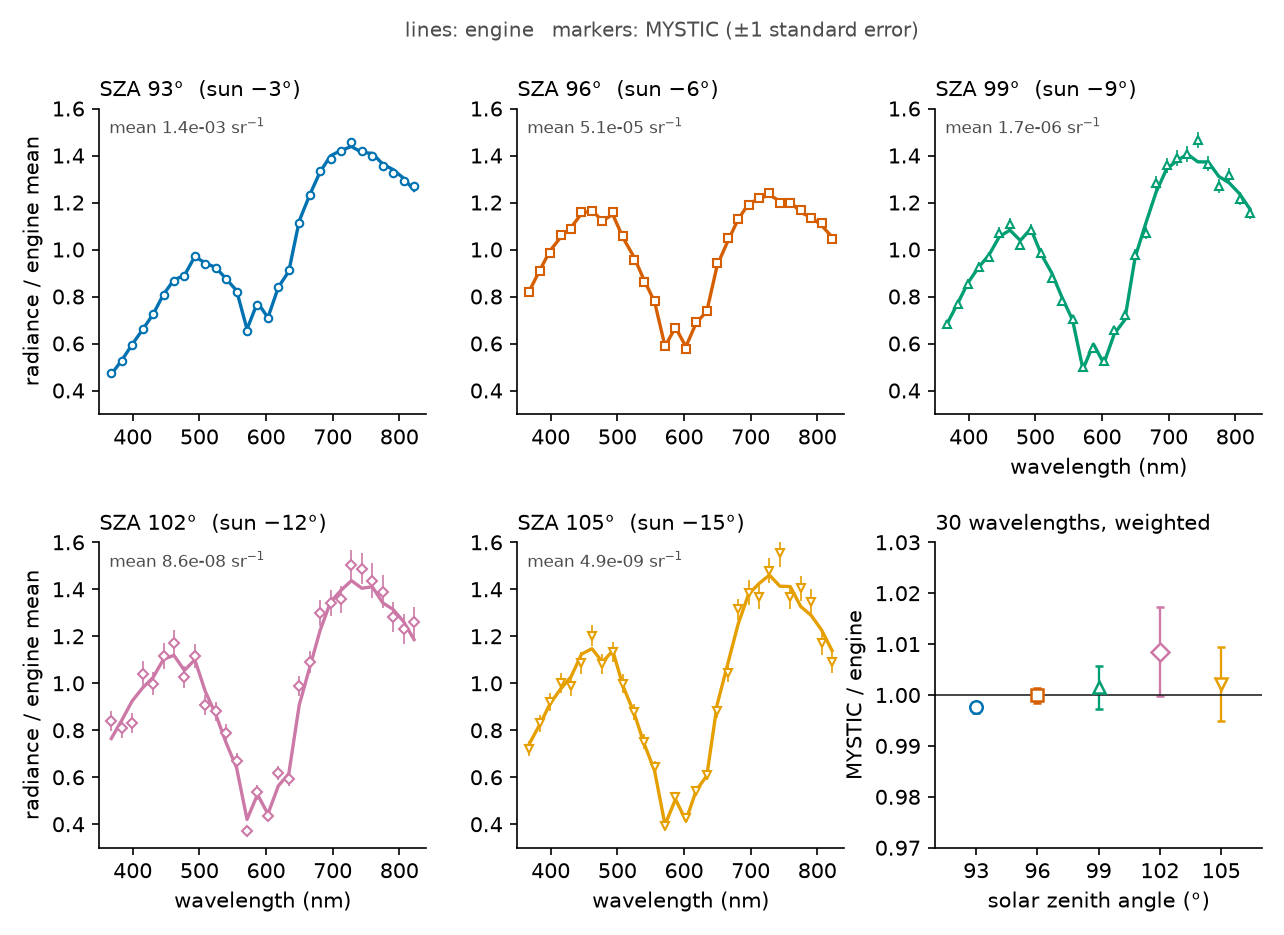 lines: engine   markers: MYSTIC (±1 standard error)
SZA 93°  (sun −3°)
mean 1.4e-03 sr⁻¹
radiance / engine mean
1.6
1.4
1.2
1.0
0.8
0.6
0.4
400 500 600 700 800
SZA 96°  (sun −6°)
mean 5.1e-05 sr⁻¹
1.6
1.4
1.2
1.0
0.8
0.6
0.4
400 500 600 700 800
SZA 99°  (sun −9°)
mean 1.7e-06 sr⁻¹
1.6
1.4
1.2
1.0
0.8
0.6
0.4
400 500 600 700 800
wavelength (nm)
SZA 102°  (sun −12°)
mean 8.6e-08 sr⁻¹
radiance / engine mean
1.6
1.4
1.2
1.0
0.8
0.6
0.4
400 500 600 700 800
wavelength (nm)
SZA 105°  (sun −15°)
mean 4.9e-09 sr⁻¹
1.6
1.4
1.2
1.0
0.8
0.6
0.4
400 500 600 700 800
wavelength (nm)
30 wavelengths, weighted
MYSTIC / engine
1.03
1.02
1.01
1.00
0.99
0.98
0.97
93 96 99 102 105
solar zenith angle (°)